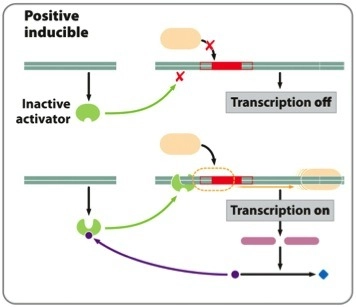 Positive
inducible
Inactive
activator
Transcription off
Transcription on